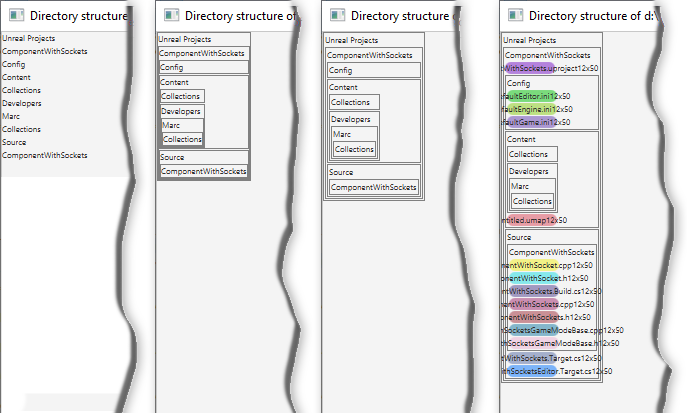 Directory structure
Unreal Projects
ComponentWithSockets
Config
Content
Collections
Developers
Marc
Collections
Source
ComponentWithSockets
Directory structure of
Unreal Projects
ComponentWithSockets
Config
Content
Collections
Developers
Marc
Collections
Source
ComponentWithSockets
Directory structure
Unreal Projects
ComponentWithSockets
Config
Content
Collections
Developers
Marc
Collections
Source
ComponentWithSockets
Directory structure of d:\
Unreal Projects
ComponentWithSockets
WithSockets.uproject12x50
Config
faultEditor.ini12x50
faultEngine.ini12x50
faultGame.ini12x50
Content
Collections
Developers
Marc
Collections
ntitled.umap12x50
Source
ComponentWithSockets
nentWithSocket.cpp12x50
onentWithSocket.h12x50
entWithSockets.Build.cs12x50
nentWithSockets.cpp12x50
onentWithSockets.h12x50
hSocketsGameModeBase.cpp12x50
thSocketsGameModeBase.h12x50
ntWithSockets.Target.cs12x50
ithSocketsEditor.Target.cs12x50